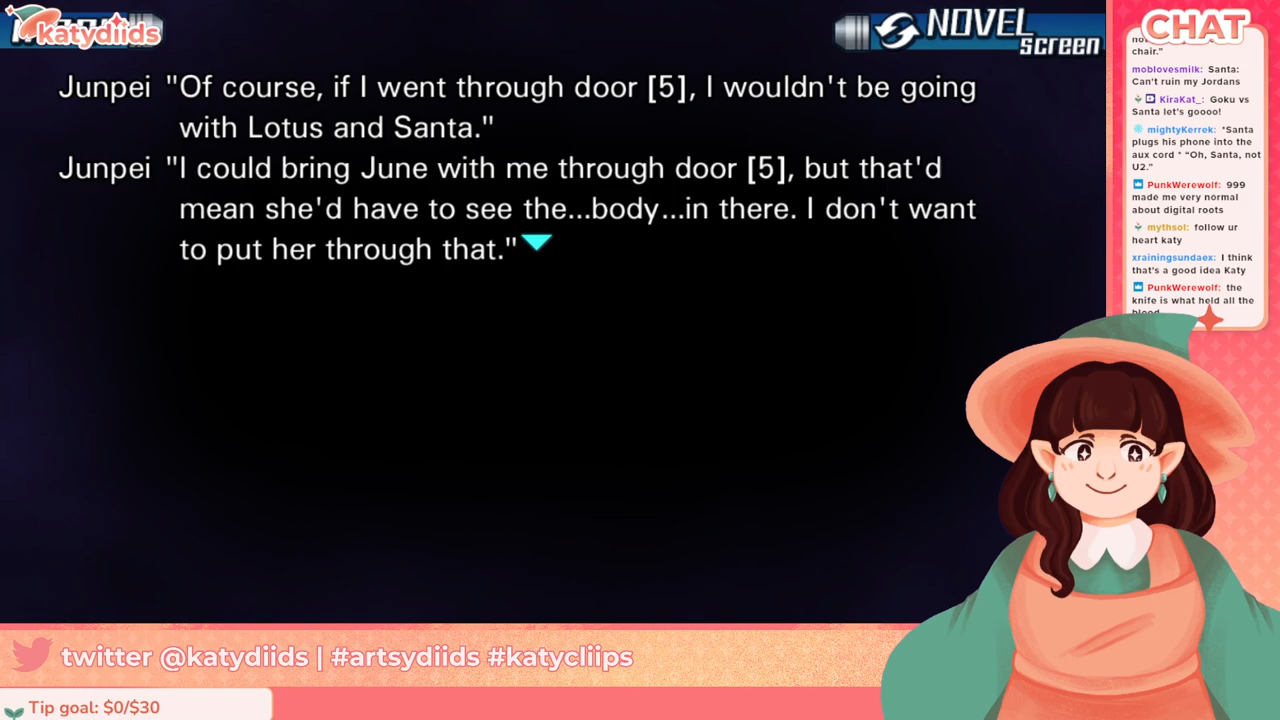 katydiids
NOVEL
screen
Junpei "Of course, if I went through door [5], I wouldn't be going
with Lotus and Santa."
Junpei "I could bring June with me through door [5], but that'd
mean she'd have to see the...body...in there. I don't want
to put her through that."
CHAT
chair."
moblovesmilk: Santa:
Can't ruin my Jordans
KiraKat_: Goku vs
Santa let's goooo!
mightyKerrek: *Santa
plugs his phone into the
aux cord * "Oh, Santa, not
U2."
PunkWerewolf: 999
made me very normal
about digital roots
mythsol: follow ur
heart katy
xrainingsundaex: I think
that's a good idea Katy
PunkWerewolf: the
knife is what held all the
twitter @katydiids | #artsydiids #katycliips
Tip goal: $0/$30